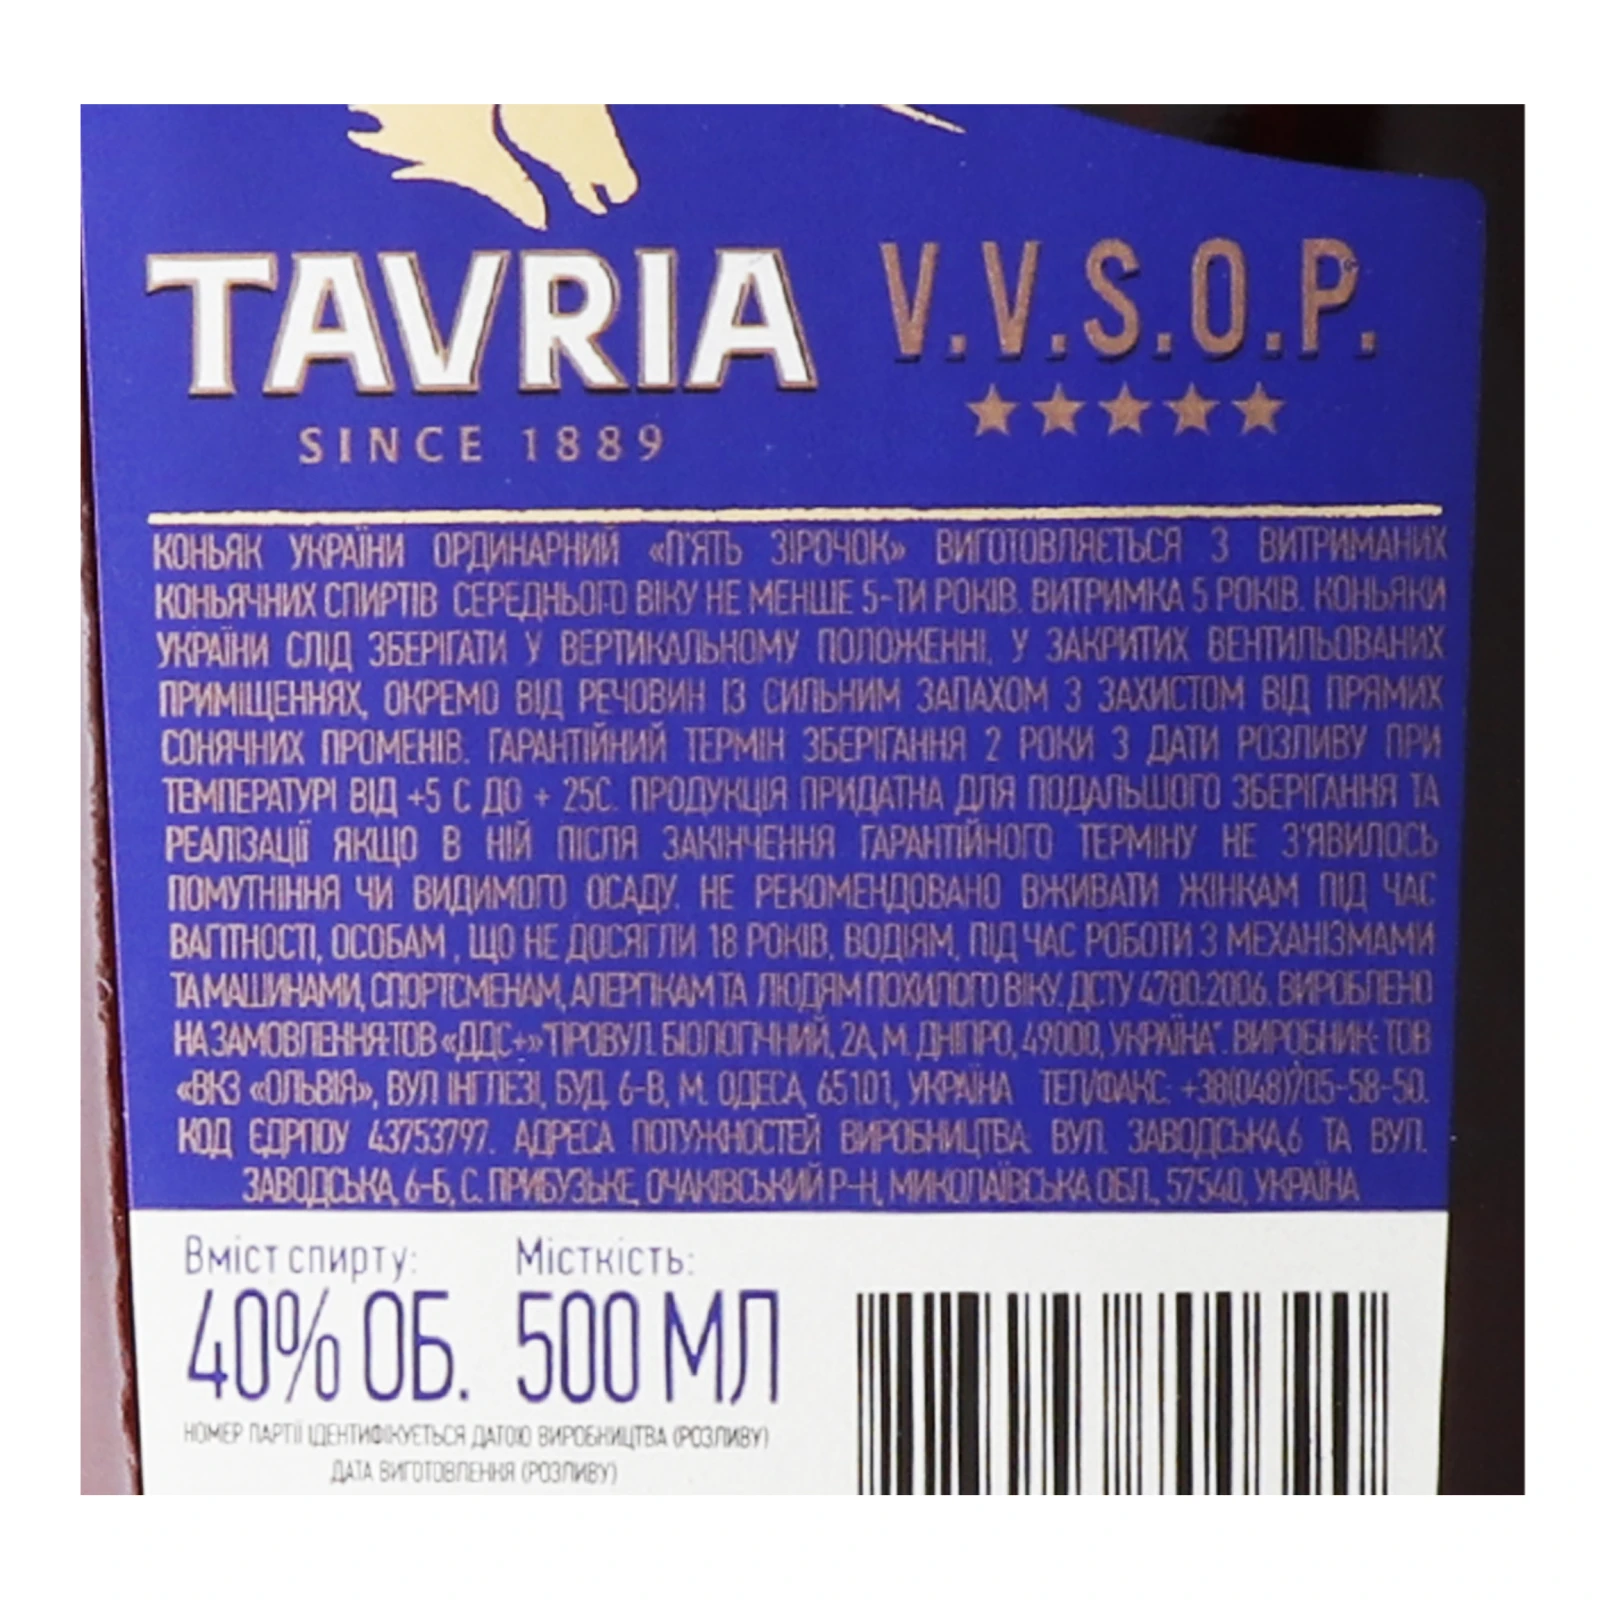 TAVRIA V.V.S.O.P.
SINCE 1889
КОНЬЯК УКРАЇНИ ОРДИНАРНИЙ «П'ЯТЬ ЗІРОЧОК» ВИГОТОВЛЯЄТЬСЯ З ВИТРИМАНИХ
КОНЬЯЧНИХ СПИРТІВ СЕРЕДНЬОГО ВІКУ НЕ МЕНШЕ 5-ТИ РОКІВ. ВИТРИМКА 5 РОКІВ. КОНЬЯКИ
УКРАЇНИ СЛІД ЗБЕРІГАТИ У ВЕРТИКАЛЬНОМУ ПОЛОЖЕННІ, У ЗАКРИТИХ ВЕНТИЛЬОВАНИХ
ПРИМІЩЕННЯХ, ОКРЕМО ВІД РЕЧОВИН ІЗ СИЛЬНИМ ЗАПАХОМ З ЗАХИСТОМ ВІД ПРЯМИХ
СОНЯЧНИХ ПРОМЕНІВ. ГАРАНТІЙНИЙ ТЕРМІН ЗБЕРІГАННЯ 2 РОКИ З ДАТИ РОЗЛИВУ ПРИ
ТЕМПЕРАТУРІ ВІД +5 С ДО + 25С. ПРОДУКЦІЯ ПРИДАТНА ДЛЯ ПОДАЛЬШОГО ЗБЕРІГАННЯ ТА
РЕАЛІЗАЦІЇ ЯКЩО В НІЙ ПІСЛЯ ЗАКІНЧЕННЯ ГАРАНТІЙНОГО ТЕРМІНУ НЕ З'ЯВИЛОСЬ
ПОМУТНІННЯ ЧИ ВИДИМОГО ОСАДУ. НЕ РЕКОМЕНДОВАНО ВЖИВАТИ ЖІНКАМ ПІД ЧАС
ВАГІТНОСТІ, ОСОБАМ , ЩО НЕ ДОСЯГЛИ 18 РОКІВ, ВОДІЯМ, ПІД ЧАС РОБОТИ З МЕХАНІЗМАМИ
ТА МАШИНАМИ, СПОРТСМЕНАМ, АЛЕРГІКАМ ТА ЛЮДЯМ ПОХИЛОГО ВІКУ. ДСТУ 4780:2006. ВИРОБЛЕНО
НА ЗАМОВЛЕННЯ:ТОВ «ДДС+» "ПРОВУЛ. БІОЛОГІЧНИЙ, 2А, М. ДНІПРО, 49000, УКРАЇНА". ВИРОБНИК: ТОВ
«ВКЗ «ОЛЬВІЯ», ВУЛ ІНГЛЕЗІ, БУД. 6-В, М. ОДЕСА, 65101, УКРАЇНА ТЕЛ/ФАКС: +38(048)705-58-50.
КОД ЄДРПОУ 43753797. АДРЕСА ПОТУЖНОСТЕЙ ВИРОБНИЦТВА: ВУЛ. ЗАВОДСЬКА,6 ТА ВУЛ.
ЗАВОДСЬКА, 6-Б, С. ПРИБУЗЬКЕ, ОЧАКІВСЬКИЙ Р-Н, МИКОЛАЇВСЬКА ОБЛ., 57540, УКРАЇНА
Вміст спирту: Місткість:
40% ОБ. 500 МЛ
НОМЕР ПАРТІЇ ІДЕНТИФІКУЄТЬСЯ ДАТОЮ ВИРОБНИЦТВА (РОЗЛИВУ)
ДАТА ВИГОТОВЛЕННЯ (РОЗЛИВУ)